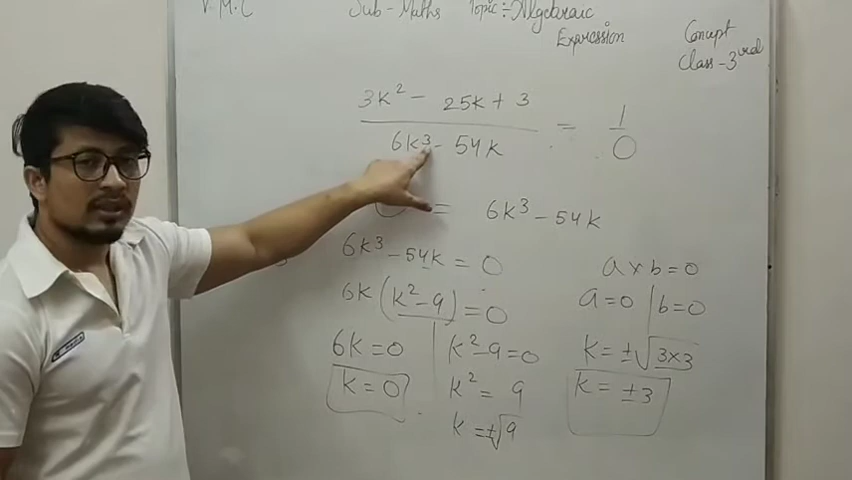 V.M.C Sub-Maths Topic:-Algebraic Expression
Concept
Class-3rd
3k² - 25k + 3 / 6k³ - 54k = 1/0
= 6k³ - 54k
6k³ - 54k = 0
6k(k² - 9) = 0
6k = 0
k = 0
k² - 9 = 0
k² = 9
k = ±√9
a × b = 0
a = 0 | b = 0
k = ±√3×3
k = ±3